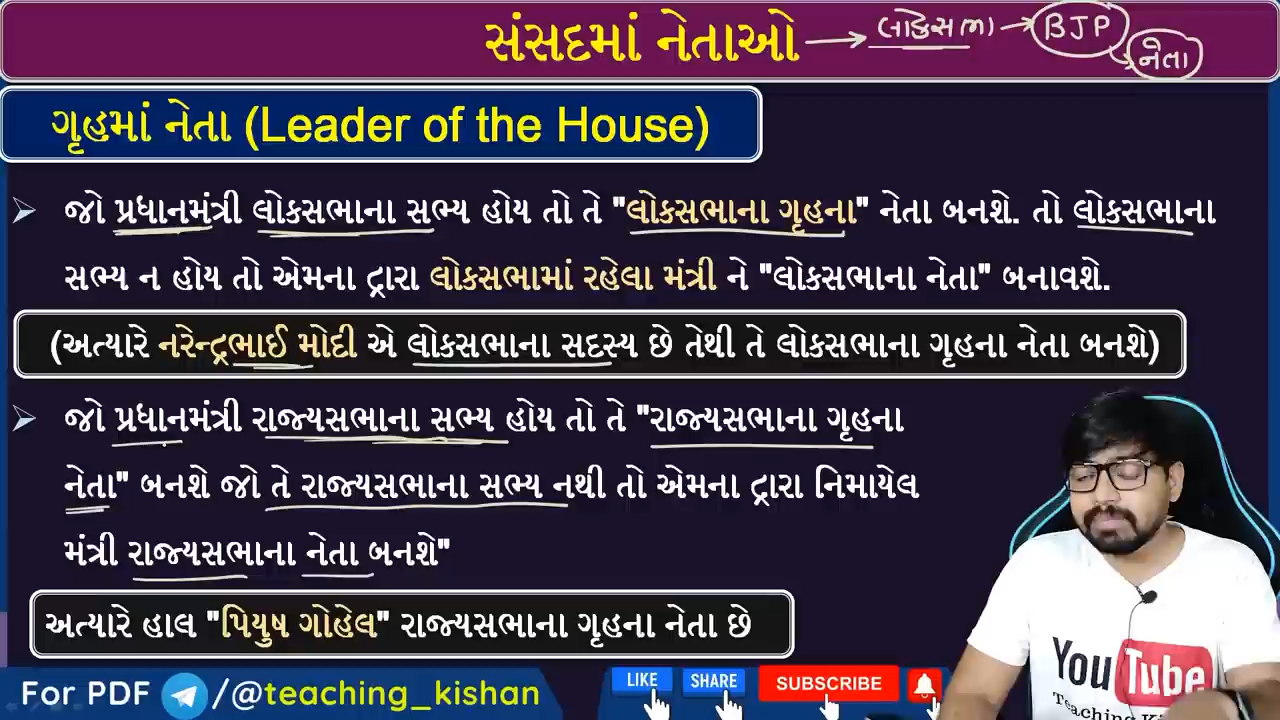 સંસદમાં નેતાઓ → લોકસભા → BJP
નેતા
ગૃહમાં નેતા (Leader of the House)
જો પ્રધાનમંત્રી લોકસભાના સભ્ય હોય તો તે "લોકસભાના ગૃહના" નેતા બનશે. તો લોકસભાના
સભ્ય ન હોય તો એમના દ્રારા લોકસભામાં રહેલા મંત્રી ને "લોકસભાના નેતા" બનાવશે.
(અત્યારે નરેન્દ્રભાઈ મોદી એ લોકસભાના સદસ્ય છે તેથી તે લોકસભાના ગૃહના નેતા બનશે)
જો પ્રધાનમંત્રી રાજ્યસભાના સભ્ય હોય તો તે "રાજ્યસભાના ગૃહના
નેતા" બનશે જો તે રાજ્યસભાના સભ્ય નથી તો એમના દ્રારા નિમાયેલ
મંત્રી રાજ્યસભાના નેતા બનશે"
અત્યારે હાલ "પિયુષ ગોહેલ" રાજ્યસભાના ગૃહના નેતા છે
For PDF /@teaching_kishan
LIKE SHARE SUBSCRIBE
YouTube
Teaching